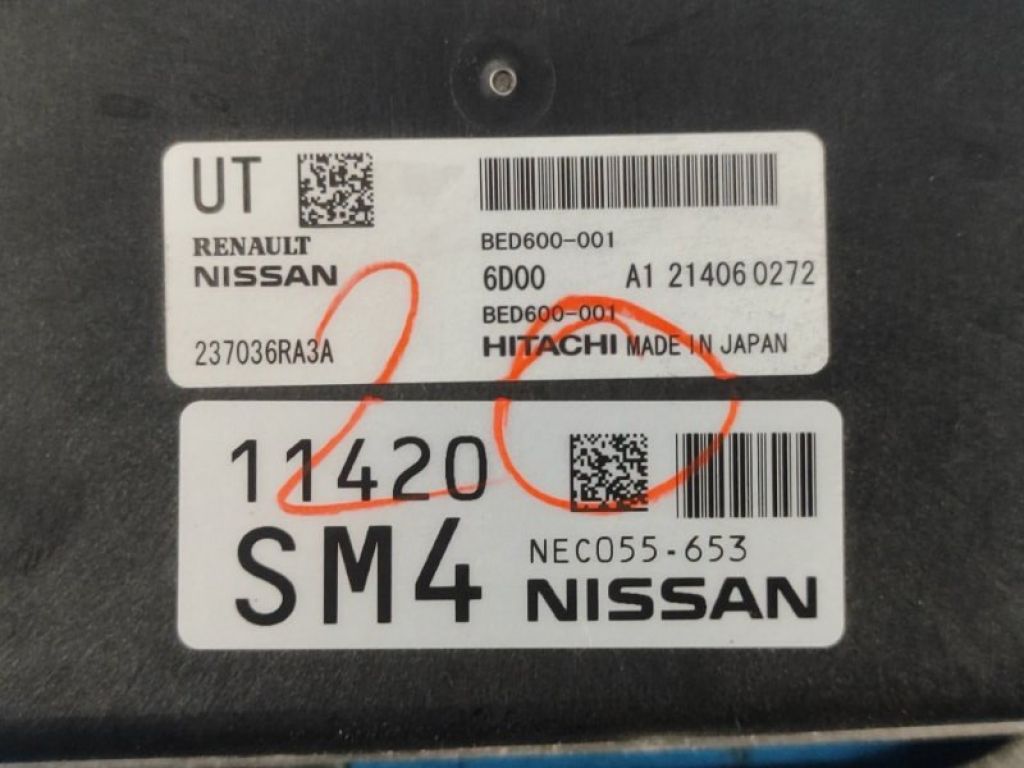 UT
RENAULT
NISSAN
237036RA3A
BED600-001
6D00 A1 214060272
BED600-001
HITACHI MADE IN JAPAN
20
11420
SM4
NEC055-653
NISSAN